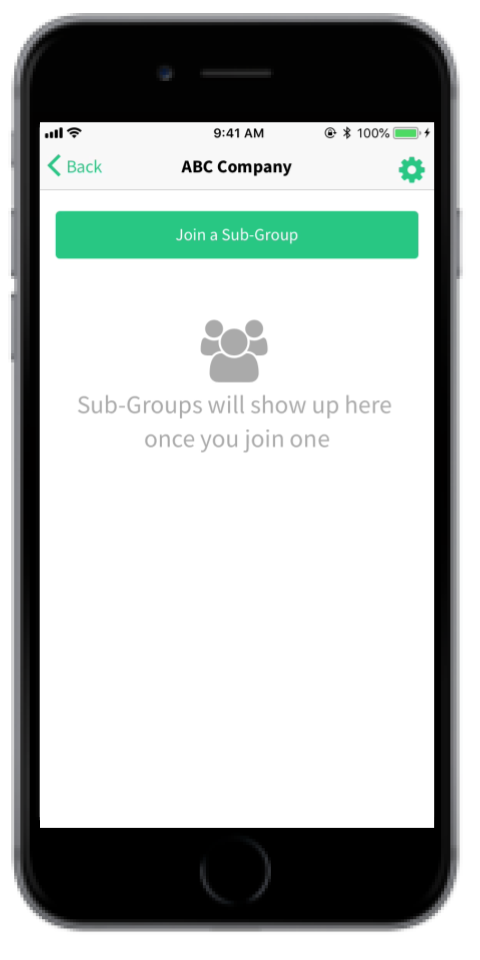 9:41 AM
100%
Back
ABC Company
Join a Sub-Group
Sub-Groups will show up here
once you join one